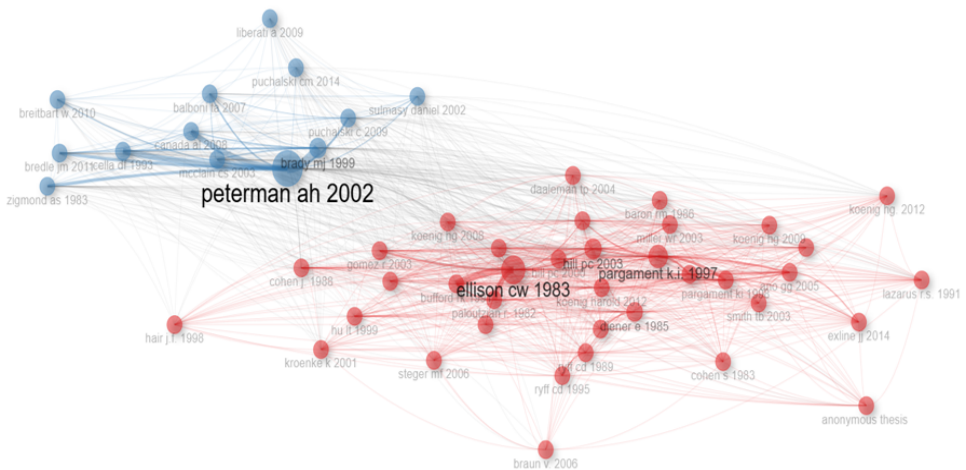 liberati a 2009
puchalski cm 2014
breitbart w 2010
balboni ta 2007
sulmasy daniel 2002
puchalski c 2009
canada al 2008
bredle jm 2011
cella df 1993
mcclain cs 2003
brady mj 1999
zigmond as 1983
peterman ah 2002
daaleman tp 2004
koenig hg. 2012
baron rm 1986
koenig hg 2008
miller wr 2003
koenig hg 2009
gomez r 2003
hill pc 2003
cohen j. 1988
pargament k.i. 1997
ano gg 2005
lazarus r.s. 1991
ellison cw 1983
koenig harold 2012
paloutzian r. 1982
smith tb 2003
hair j.f. 1998
hu lt 1999
diener e 1985
exline jj 2014
kroenke k 2001
steger mf 2006
ryff cd 1989
cohen s 1983
ryff cd 1995
anonymous thesis
braun v. 2006